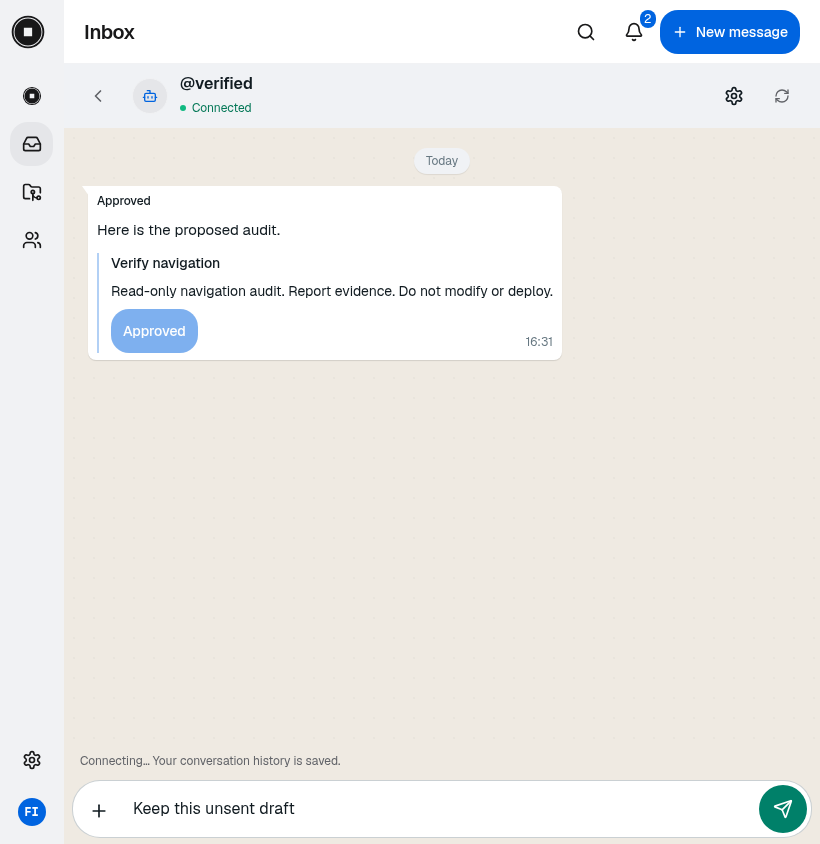 Inbox
2
New message
@verified
Connected
Today
Approved
Here is the proposed audit.
Verify navigation
Read-only navigation audit. Report evidence. Do not modify or deploy.
Approved
16:31
Connecting… Your conversation history is saved.
Keep this unsent draft
FI